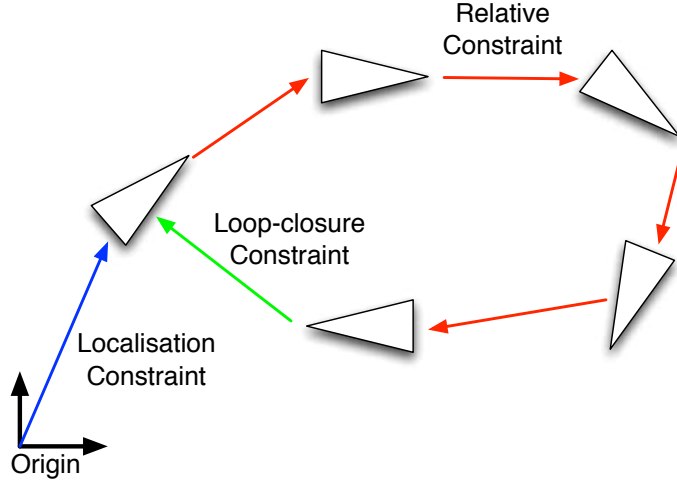 Relative
Constraint
Loop-closure
Constraint
Localisation
Constraint
Origin